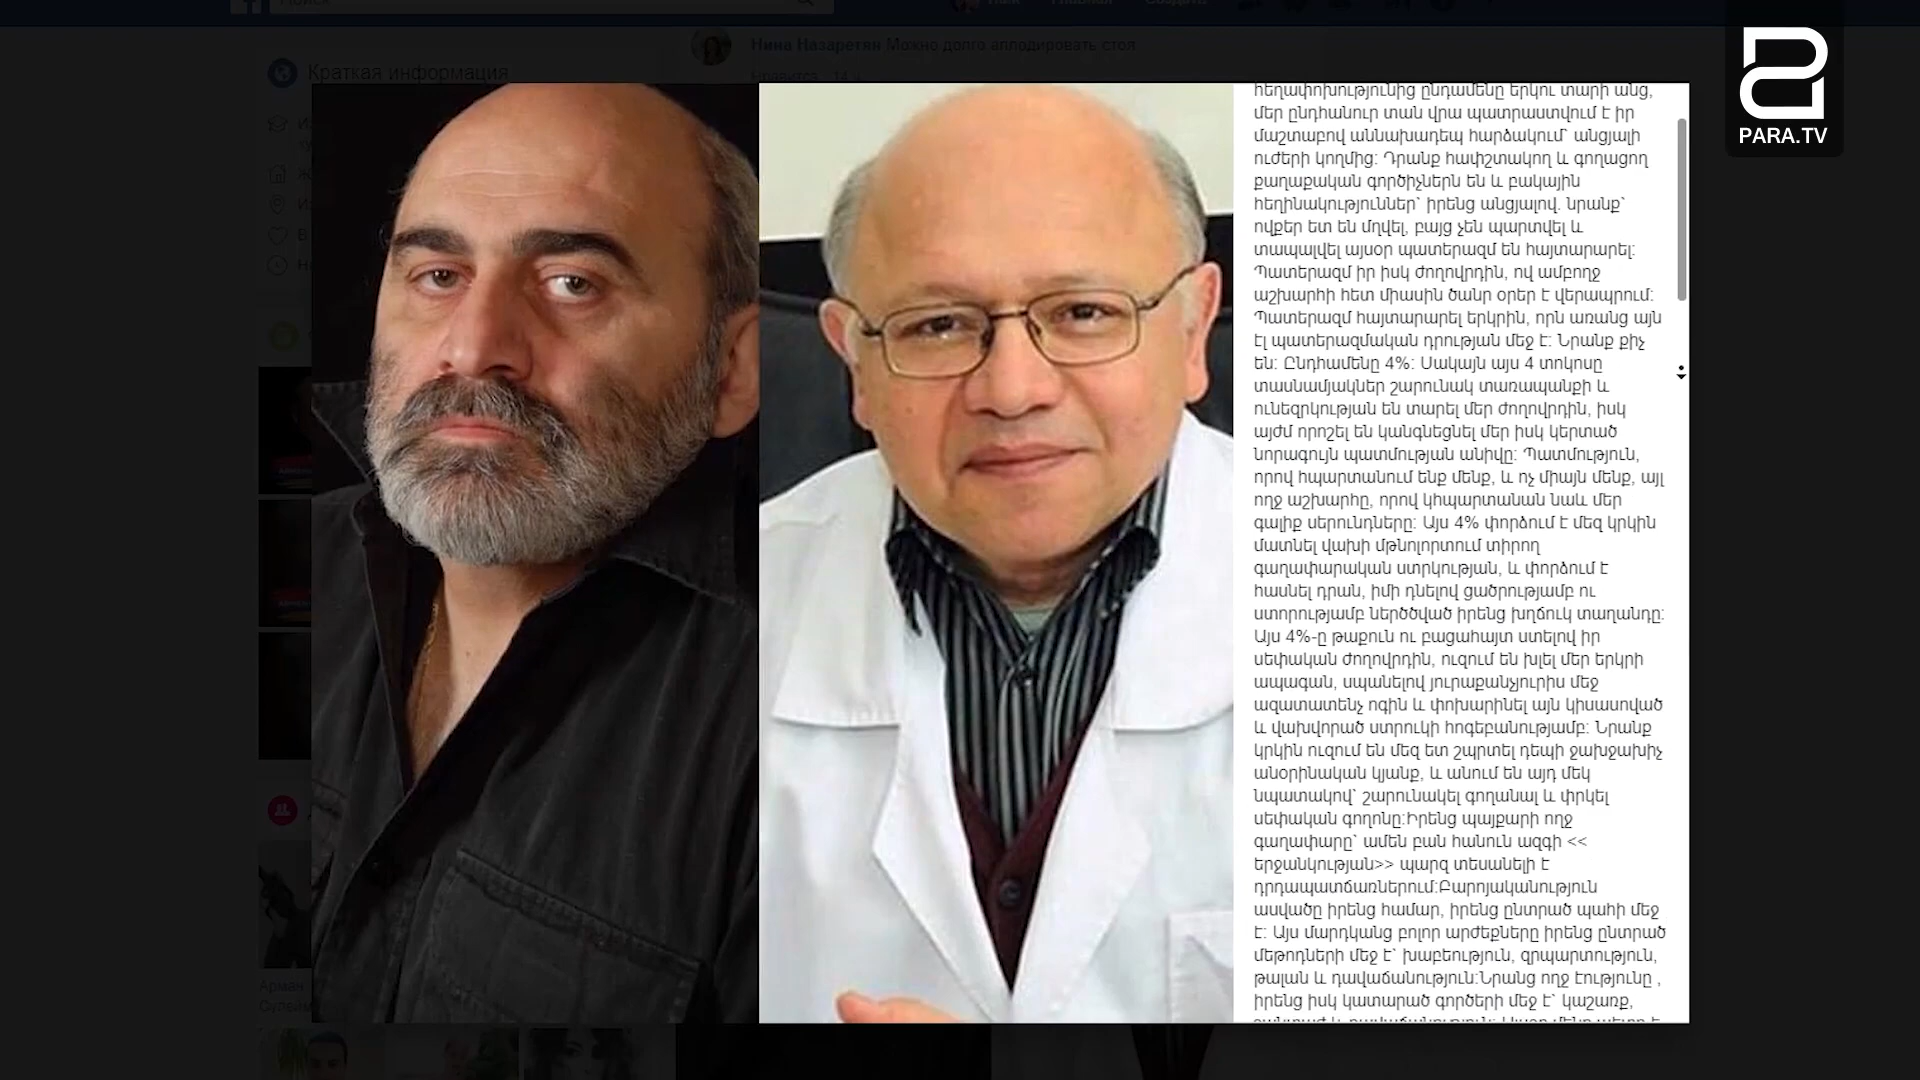 Поиск
Главная
Создать
Нина Назаретян Можно долго апплодировать стоя
Нравится · 14 ч.
Краткая информация
PARA.TV
հեղափոխությունից ընդամենը երկու տարի անց,
մեր ընդհանուր տան վրա պատրաստվում է իր
մաշտաբով աննախադեպ հարձակում` անցյալի
ուժերի կողմից: Դրանք հափշտակող և գողացող
քաղաքական գործիչներն են և բակային
հեղինակություններ` իրենց անցյալով. նրանք`
ովքեր ետ են մղվել, բայց չեն պարտվել և
տապալվել այսօր պատերազմ են հայտարարել:
Պատերազմ իր իսկ ժողովրդին, ով ամբողջ
աշխարհի հետ միասին ծանր օրեր է վերապրում:
Պատերազմ հայտարարել երկրին, որն առանց այն
էլ պատերազմական դրության մեջ է: Նրանք քիչ
են: Ընդհամենը 4%: Սակայն այս 4 տոկոսը
տասնամյակներ շարունակ տառապանքի և
ունեզրկության են տարել մեր ժողովրդին, իսկ
այժմ որոշել են կանգնեցնել մեր իսկ կերտած
նորագույն պատմության անիվը: Պատմություն,
որով հպարտանում ենք մենք, և ոչ միայն մենք, այլ
ողջ աշխարհը, որով կհպարտանան նաև մեր
գալիք սերունդները: Այս 4% փորձում է մեզ կրկին
մատնել վախի մթնոլորտում տիրող
գաղափարական ստրկության, և փորձում է
հասնել դրան, իմի դնելով ցածրությամբ ու
ստորությամբ ներծծված իրենց խղճուկ տաղանդը:
Այս 4%-ը թաքուն ու բացահայտ ստելով իր
սեփական ժողովրդին, ուզում են խլել մեր երկրի
ապագան, սպանելով յուրաքանչյուրիս մեջ
ազատատենչ ոգին և փոխարինել այն կիսասոված
և վախվորած ստրուկի հոգեբանությամբ: Նրանք
կրկին ուզում են մեզ ետ շպրտել դեպի ջախջախիչ
անօրինական կյանք, և անում են այդ մեկ
նպատակով` շարունակել գողանալ և փրկել
սեփական գողոնը:Իրենց պայքարի ողջ
գաղափարը` ամեն բան հանուն ազգի <<
երջանկության>> պարզ տեսանելի է
դրդապատճառներում:Բարոյականություն
ասվածը իրենց համար, իրենց ընտրած պահի մեջ
է: Այս մարդկանց բոլոր արժեքները իրենց ընտրած
մեթոդների մեջ է` խաբեություն, զրպարտություն,
թալան և դավաճանություն:Նրանց ողջ էությունը ,
իրենց իսկ կատարած գործերի մեջ է` կաշառք,
Арман
Сулейм